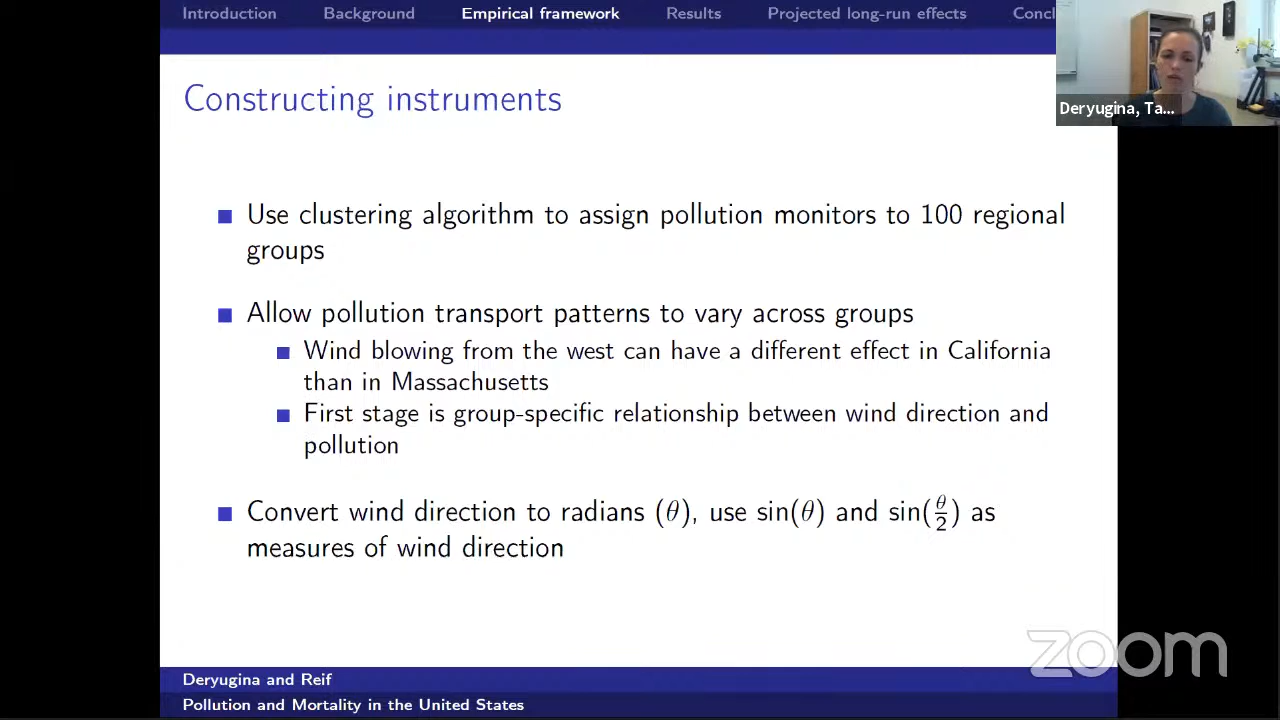 Introduction Background Empirical framework Results Projected long-run effects Concl
Deryugina, Ta...
Constructing instruments
Use clustering algorithm to assign pollution monitors to 100 regional
groups
Allow pollution transport patterns to vary across groups
Wind blowing from the west can have a different effect in California
than in Massachusetts
First stage is group-specific relationship between wind direction and
pollution
Convert wind direction to radians (θ), use sin(θ) and sin(θ/2) as
measures of wind direction
zoom
Deryugina and Reif
Pollution and Mortality in the United States